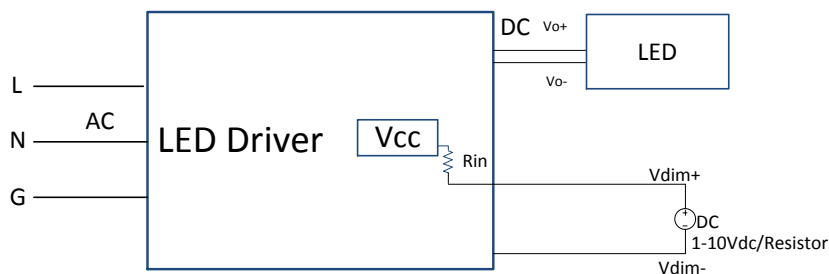 DC Vo+
LED
Vo-
L
AC
N
LED Driver
Vcc
Rin
G
Vdim+
+
DC
−
1-10Vdc/Resistor
Vdim-